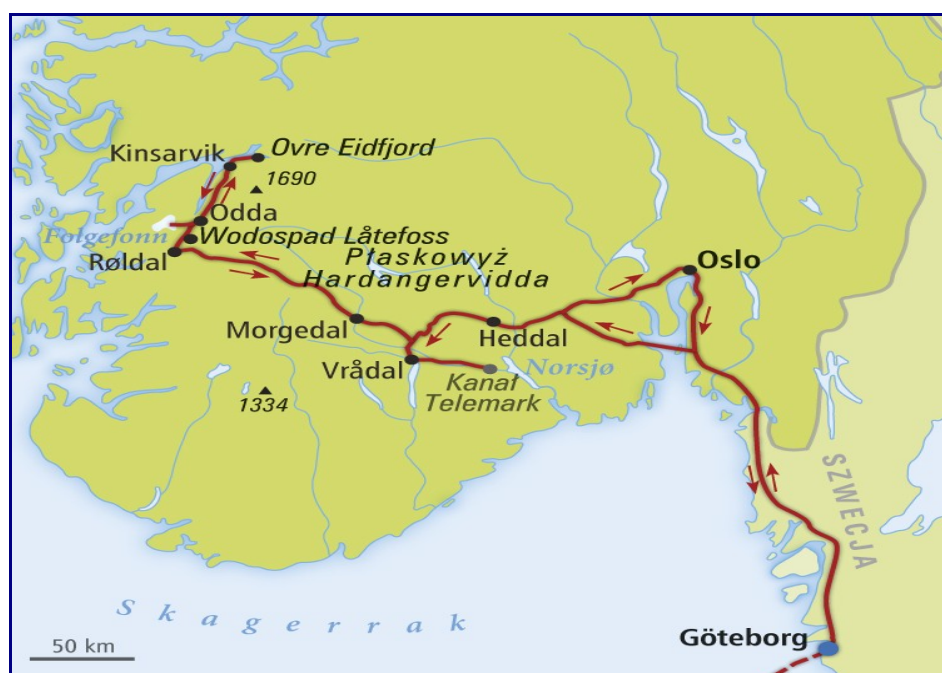 Kinsarvik
Ovre Eidfjord
1690
Odda
Folgefonn
Wodospad Låtefoss
Røldal
Płaskowyż
Hardangervidda
Oslo
Morgedal
Heddal
Vrådal
Norsjø
Kanał
Telemark
1334
SZWECJA
Skagerrak
50 km
Göteborg